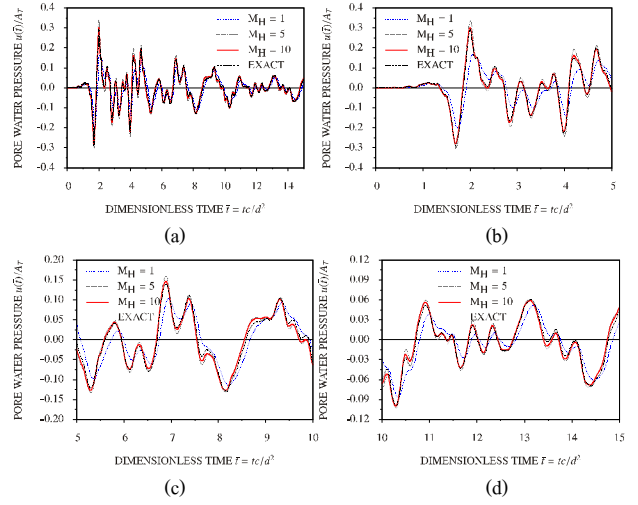 PORE WATER PRESSURE u(t̄)/A_T
0.4
0.3
0.2
0.1
0.0
-0.1
-0.2
-0.3
-0.4
M_H = 1
M_H = 5
M_H − 10
EXACT
0 2 4 6 8 10 12 14
DIMENSIONLESS TIME t̄ = tc/d²
(a)
PORE WATER PRESSURE u(t̄)/A_T
0.4
0.3
0.2
0.1
0.0
-0.1
-0.2
-0.3
-0.4
M_H − 1
M_H = 5
M_H − 10
EXACT
0 1 2 3 4 5
DIMENSIONLESS TIME t̄ = tc/d²
(b)
PORE WATER PRESSURE u(t̄)/A_T
0.20
0.15
0.10
0.05
0.00
-0.05
-0.10
-0.15
0.20
M_H = 1
M_H = 5
M_H = 10
EXACT
5 6 7 8 9 10
DIMENSIONLESS TIME t̄ = tc/d²
(c)
PORE WATER PRESSURE u(t̄)/A_T
0.12
0.09
0.06
0.03
0.00
-0.03
-0.06
-0.09
-0.12
M_H = 1
M_H = 5
M_H = 10
EXACT
10 11 12 13 14 15
DIMENSIONLESS TIME t̄ = tc/d²
(d)